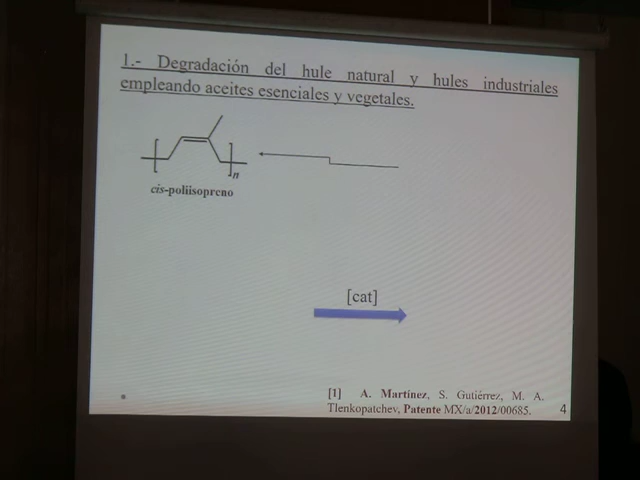 1.- Degradación del hule natural y hules industriales
empleando aceites esenciales y vegetales.
n
cis-poliisopreno
[cat]
[1] A. Martínez, S. Gutiérrez, M. A.
Tlenkopatchev, Patente MX/a/2012/00685.
4